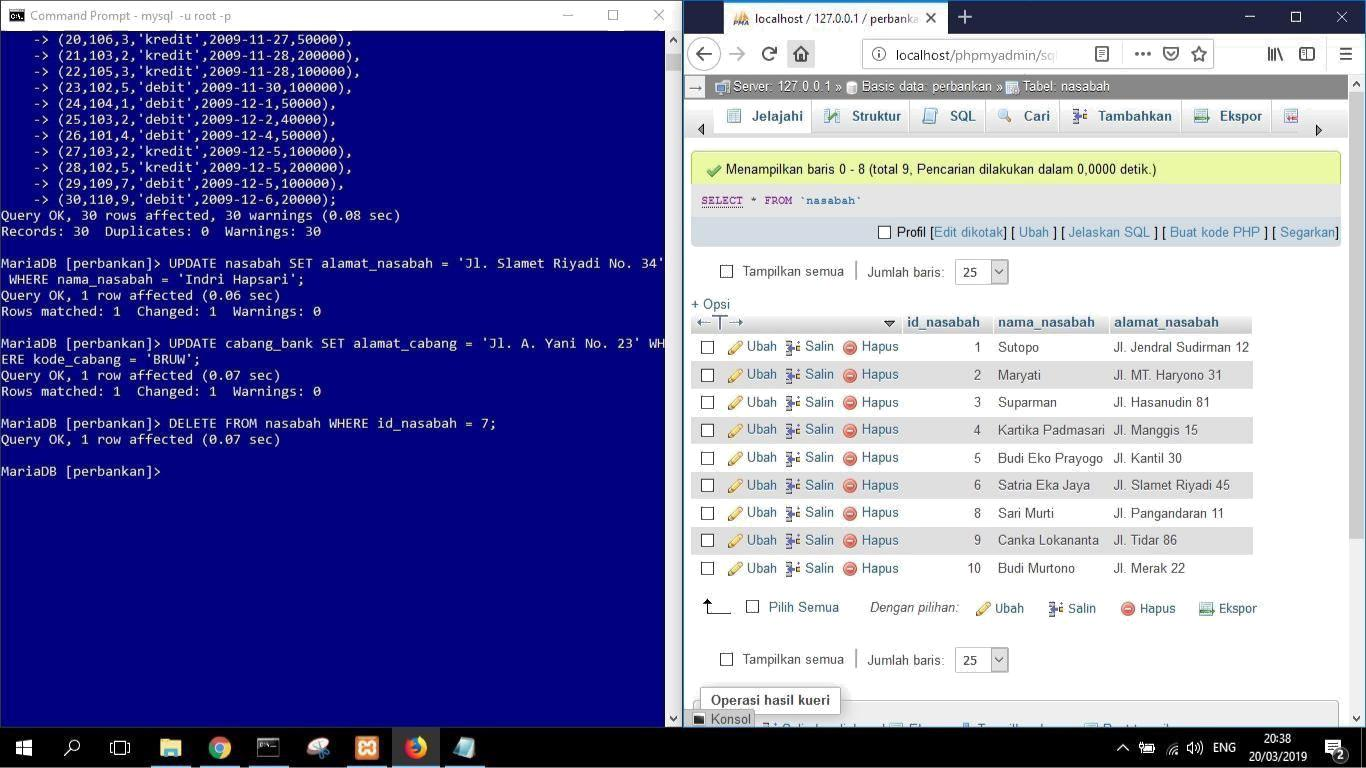 Command Prompt - mysql -u root -p
-> (20,106,3,'kredit',2009-11-27,50000),
-> (21,103,2,'kredit',2009-11-28,200000),
-> (22,105,3,'kredit',2009-11-28,100000),
-> (23,102,5,'debit',2009-11-30,100000),
-> (24,104,1,'debit',2009-12-1,50000),
-> (25,103,2,'debit',2009-12-2,40000),
-> (26,101,4,'debit',2009-12-4,50000),
-> (27,103,2,'kredit',2009-12-5,100000),
-> (28,102,5,'kredit',2009-12-5,200000),
-> (29,109,7,'debit',2009-12-5,100000),
-> (30,110,9,'debit',2009-12-6,20000);
Query OK, 30 rows affected, 30 warnings (0.08 sec)
Records: 30  Duplicates: 0  Warnings: 30
MariaDB [perbankan]> UPDATE nasabah SET alamat_nasabah = 'Jl. Slamet Riyadi No. 34'
WHERE nama_nasabah = 'Indri Hapsari';
Query OK, 1 row affected (0.06 sec)
Rows matched: 1  Changed: 1  Warnings: 0
MariaDB [perbankan]> UPDATE cabang_bank SET alamat_cabang = 'Jl. A. Yani No. 23' WH
ERE kode_cabang = 'BRUW';
Query OK, 1 row affected (0.07 sec)
Rows matched: 1  Changed: 1  Warnings: 0
MariaDB [perbankan]> DELETE FROM nasabah WHERE id_nasabah = 7;
Query OK, 1 row affected (0.07 sec)
MariaDB [perbankan]>
localhost / 127.0.0.1 / perbanka
localhost/phpmyadmin/sql
Server: 127.0.0.1 » Basis data: perbankan » Tabel: nasabah
Jelajahi Struktur SQL Cari Tambahkan Ekspor
Menampilkan baris 0 - 8 (total 9, Pencarian dilakukan dalam 0,0000 detik.)
SELECT * FROM `nasabah`
Profil [Edit dikotak] [ Ubah ] [ Jelaskan SQL ] [ Buat kode PHP ] [ Segarkan]
Tampilkan semua | Jumlah baris: 25
+ Opsi
←T→ id_nasabah nama_nasabah alamat_nasabah
Ubah Salin Hapus 1 Sutopo Jl. Jendral Sudirman 12
Ubah Salin Hapus 2 Maryati Jl. MT. Haryono 31
Ubah Salin Hapus 3 Suparman Jl. Hasanudin 81
Ubah Salin Hapus 4 Kartika Padmasari Jl. Manggis 15
Ubah Salin Hapus 5 Budi Eko Prayogo Jl. Kantil 30
Ubah Salin Hapus 6 Satria Eka Jaya Jl. Slamet Riyadi 45
Ubah Salin Hapus 8 Sari Murti Jl. Pangandaran 11
Ubah Salin Hapus 9 Canka Lokananta Jl. Tidar 86
Ubah Salin Hapus 10 Budi Murtono Jl. Merak 22
Pilih Semua Dengan pilihan: Ubah Salin Hapus Ekspor
Tampilkan semua | Jumlah baris: 25
Operasi hasil kueri
Konsol
ENG
20:38
20/03/2019
2